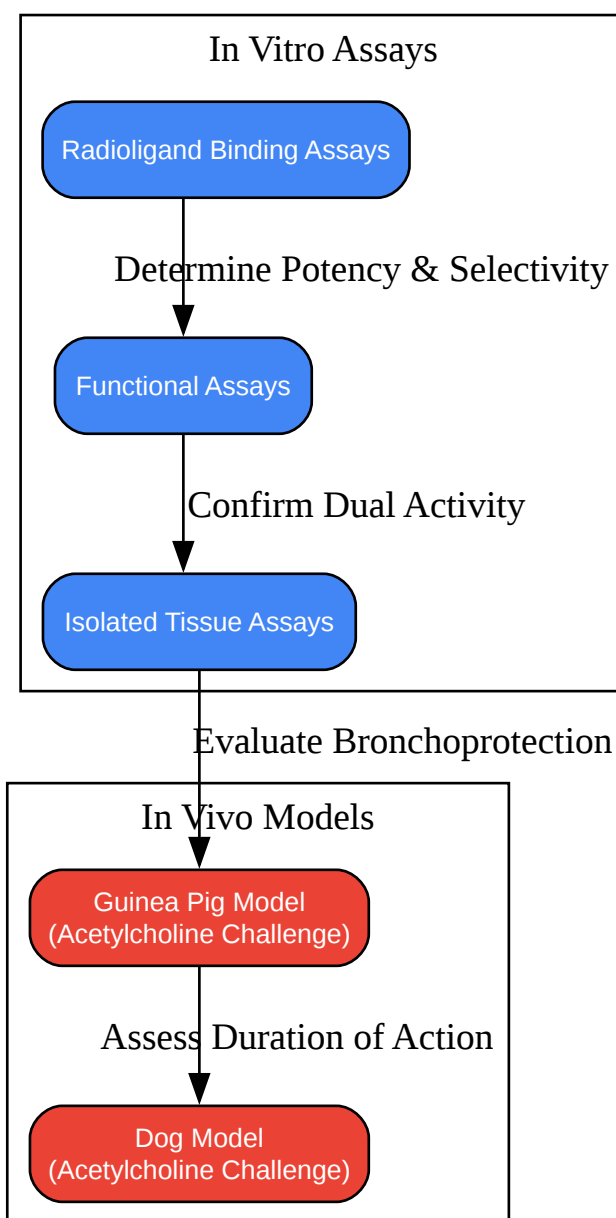 In Vitro Assays
Radioligand Binding Assays
Determine Potency & Selectivity
Functional Assays
Confirm Dual Activity
Isolated Tissue Assays
Evaluate Bronchoprotection
In Vivo Models
Guinea Pig Model
(Acetylcholine Challenge)
Assess Duration of Action
Dog Model
(Acetylcholine Challenge)